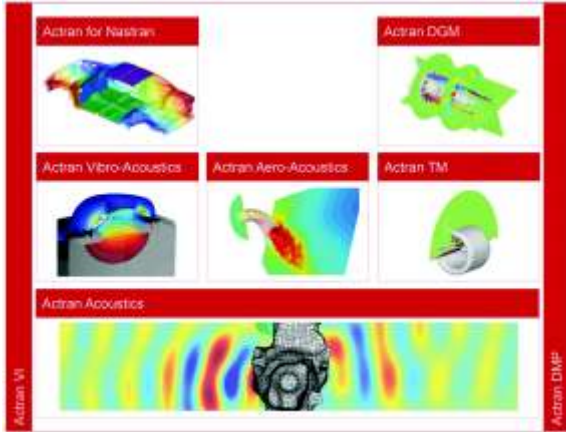 Actran for Nastran
Actran DGM
Actran Vibro-Acoustics
Actran Aero-Acoustics
Actran TM
Actran Acoustics
Actran VI
Actran DMP